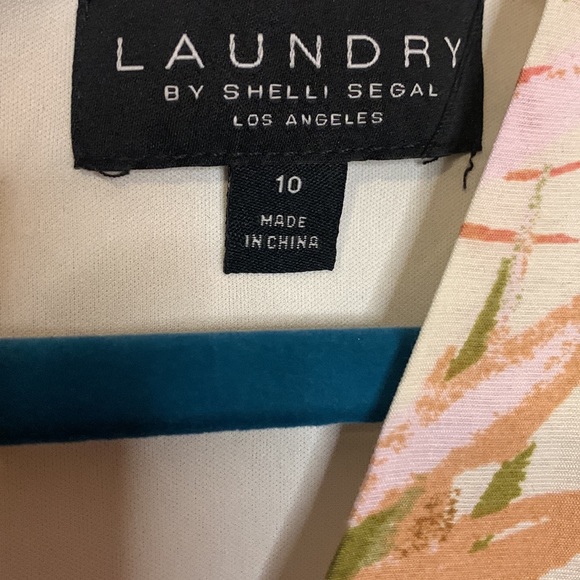 LAUNDRY
BY SHELLI SEGAL
LOS ANGELES
10
MADE
IN CHINA